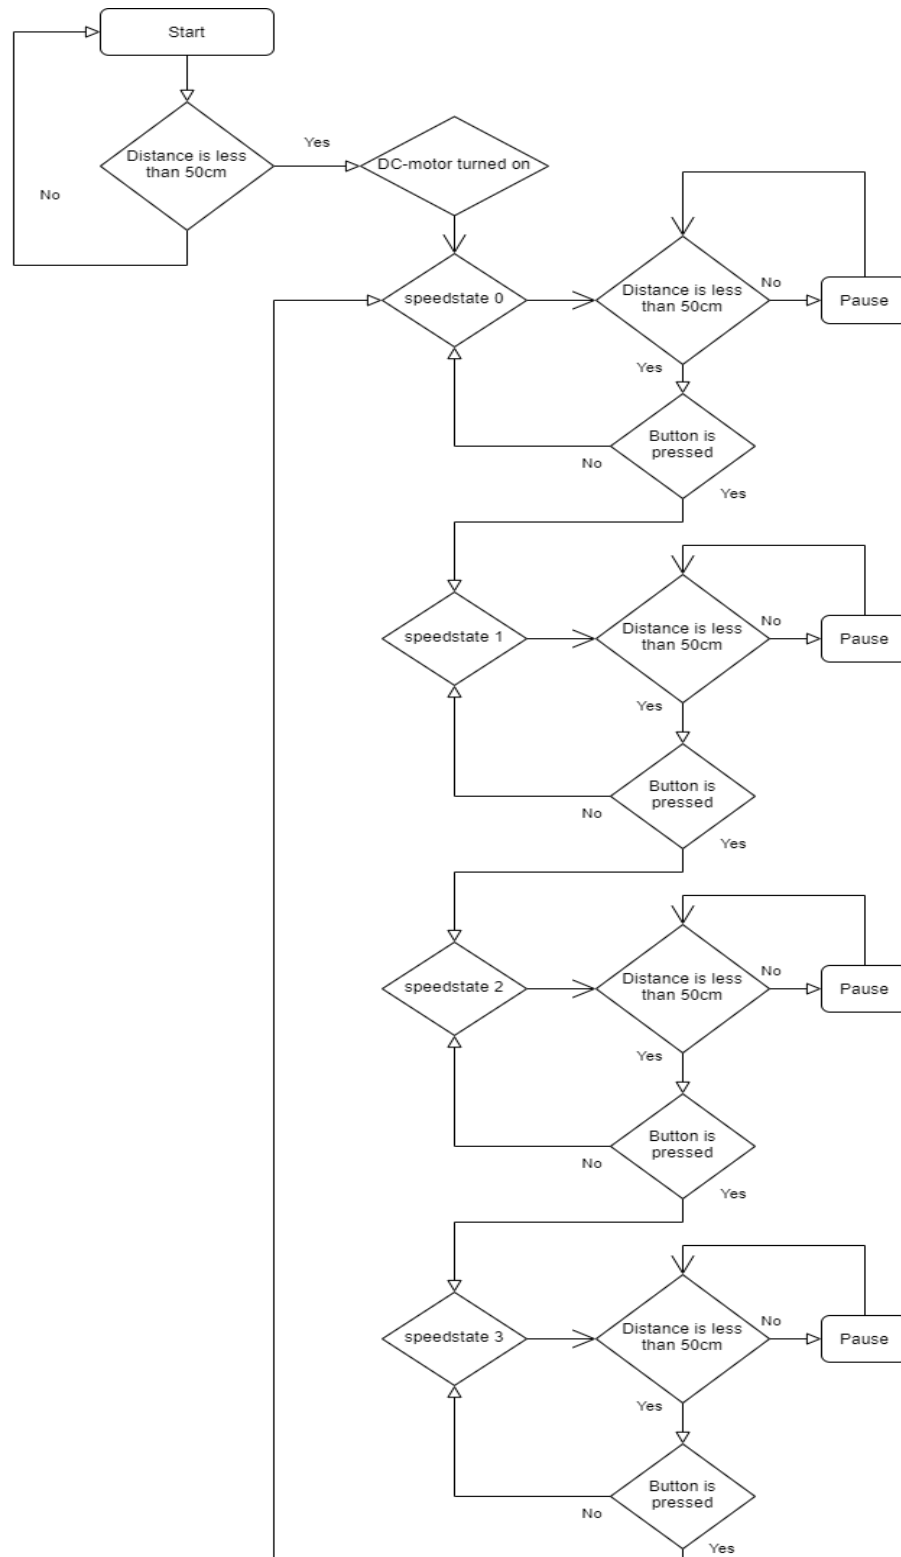 Start
Distance is less
than 50cm
Yes
No
DC-motor turned on
speedstate 0
Distance is less
than 50cm
No
Pause
Yes
Button is
pressed
No
Yes
speedstate 1
Distance is less
than 50cm
No
Pause
Yes
Button is
pressed
No
Yes
speedstate 2
Distance is less
than 50cm
No
Pause
Yes
Button is
pressed
No
Yes
speedstate 3
Distance is less
than 50cm
No
Pause
Yes
Button is
pressed
No
Yes